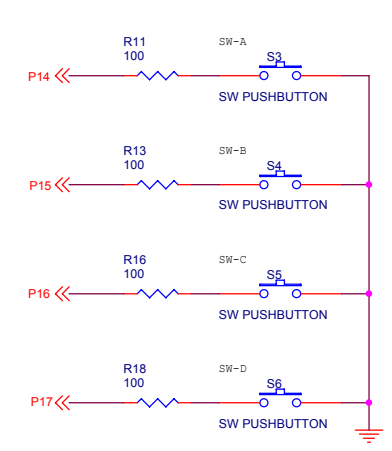 R11
100
SW-A
S3
P14
SW PUSHBUTTON
R13
100
SW-B
S4
P15
SW PUSHBUTTON
R16
100
SW-C
S5
P16
SW PUSHBUTTON
R18
100
SW-D
S6
P17
SW PUSHBUTTON